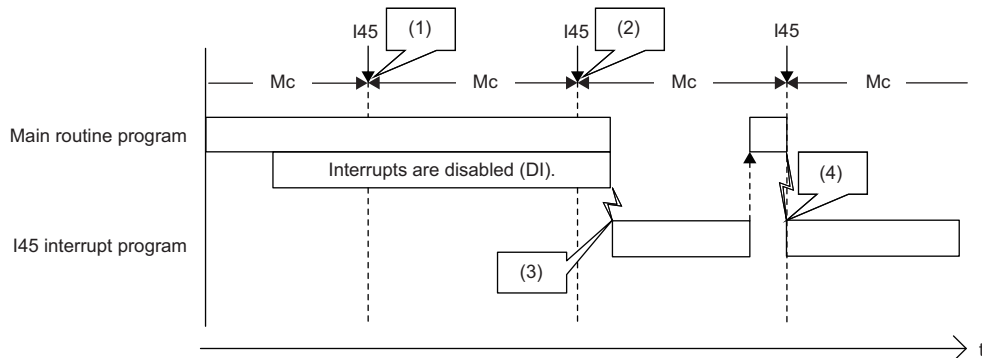 I45
(1)
I45
(2)
I45
Mc
Mc
Mc
Mc
Main routine program
Interrupts are disabled (DI).
(4)
I45 interrupt program
(3)
t